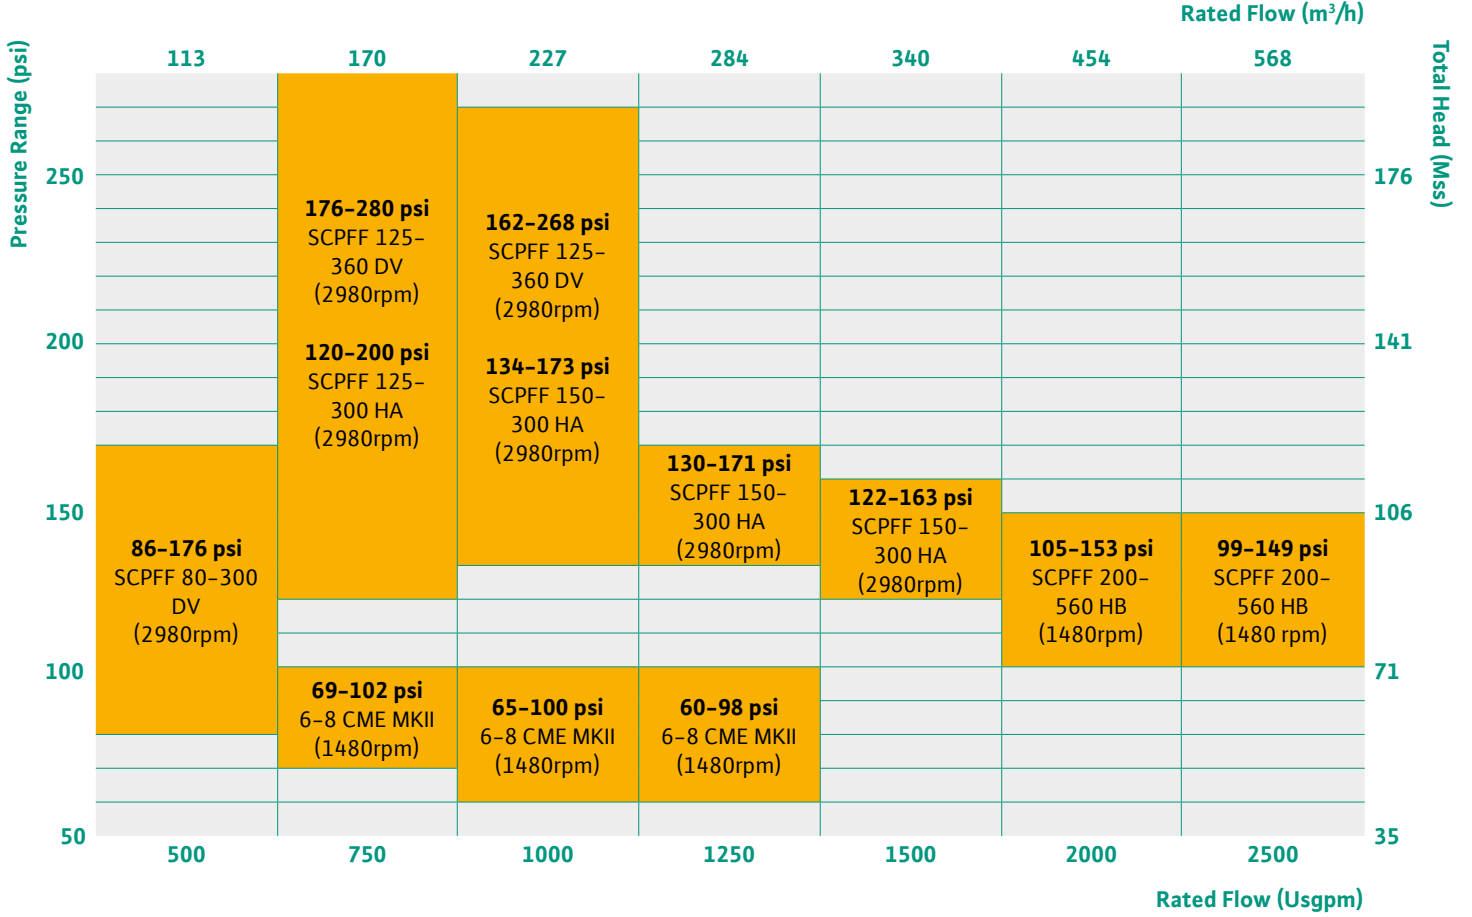 Rated Flow (m³/h)
113 170 227 284 340 454 568
Pressure Range (psi)
Total Head (Mss)
250
200
150
100
50
176
141
106
71
35
86–176 psi
SCPFF 80–300
DV
(2980rpm)
176–280 psi
SCPFF 125–
360 DV
(2980rpm)
120–200 psi
SCPFF 125–
300 HA
(2980rpm)
69–102 psi
6–8 CME MKII
(1480rpm)
162–268 psi
SCPFF 125–
360 DV
(2980rpm)
134–173 psi
SCPFF 150–
300 HA
(2980rpm)
65–100 psi
6–8 CME MKII
(1480rpm)
130–171 psi
SCPFF 150–
300 HA
(2980rpm)
60–98 psi
6–8 CME MKII
(1480rpm)
122–163 psi
SCPFF 150–
300 HA
(2980rpm)
105–153 psi
SCPFF 200–
560 HB
(1480rpm)
99–149 psi
SCPFF 200–
560 HB
(1480 rpm)
500 750 1000 1250 1500 2000 2500
Rated Flow (Usgpm)